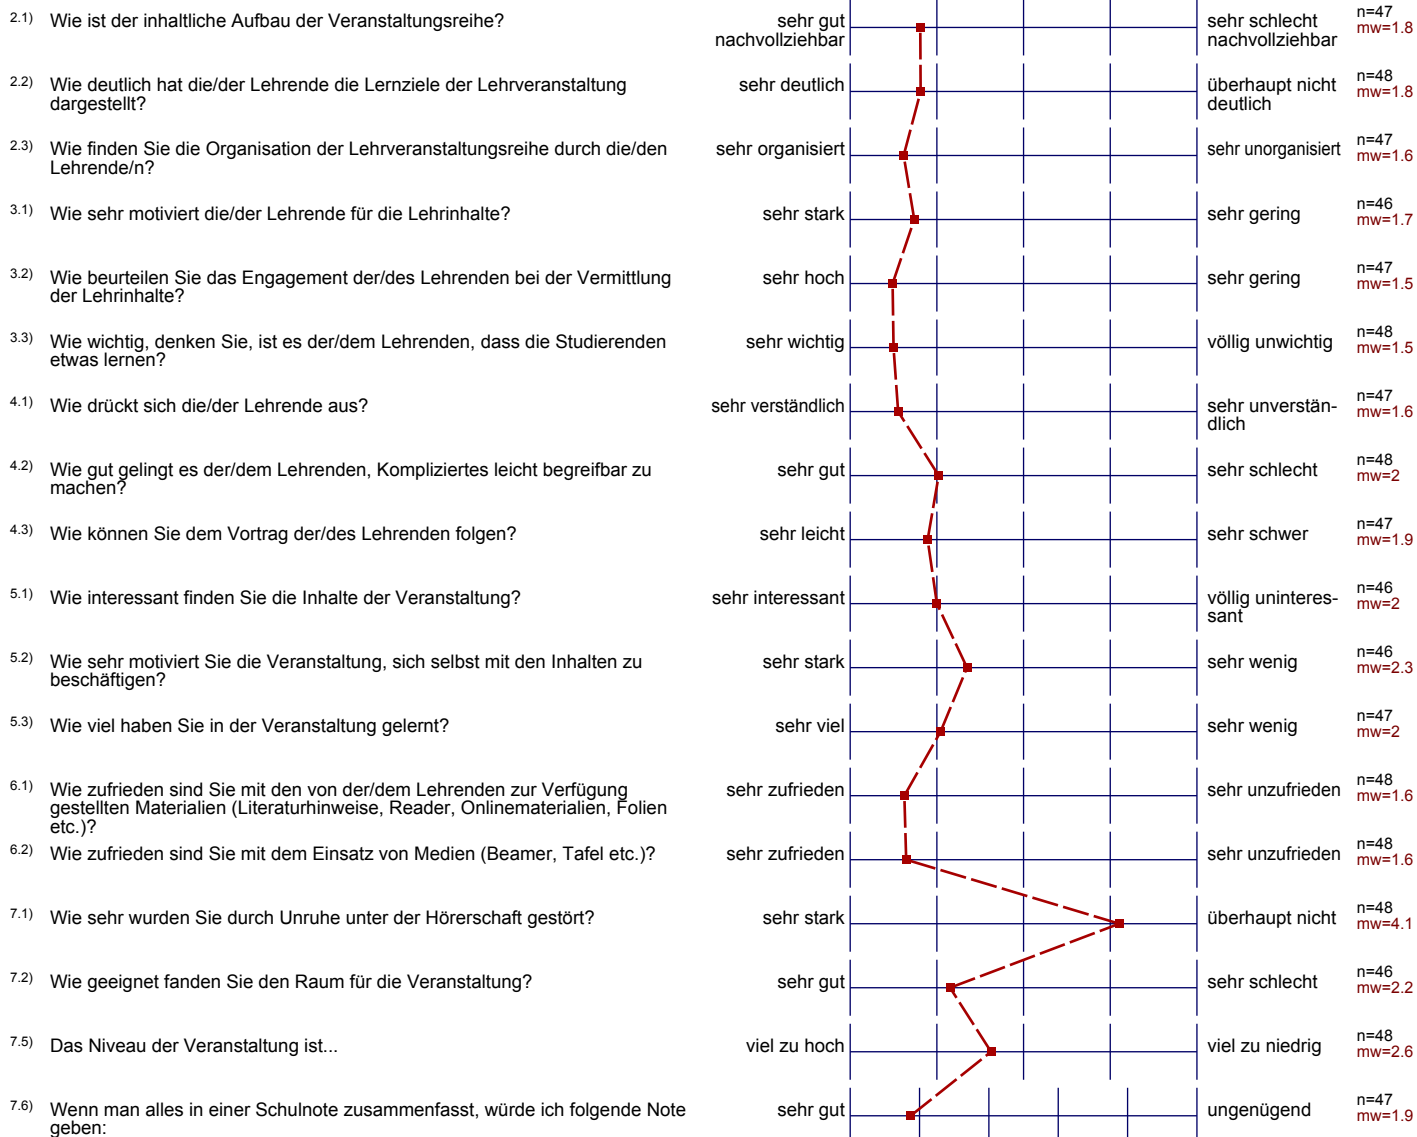 2.1) Wie ist der inhaltliche Aufbau der Veranstaltungsreihe? sehr gut sehr schlecht n=47
nachvollziehbar nachvollziehbar mw=1.8
2.2) Wie deutlich hat die/der Lehrende die Lernziele der Lehrveranstaltung sehr deutlich überhaupt nicht n=48
dargestellt? deutlich mw=1.8
2.3) Wie finden Sie die Organisation der Lehrveranstaltungsreihe durch die/den sehr organisiert sehr unorganisiert n=47
Lehrende/n? mw=1.6
3.1) Wie sehr motiviert die/der Lehrende für die Lehrinhalte? sehr stark sehr gering n=46
mw=1.7
3.2) Wie beurteilen Sie das Engagement der/des Lehrenden bei der Vermittlung sehr hoch sehr gering n=47
der Lehrinhalte? mw=1.5
3.3) Wie wichtig, denken Sie, ist es der/dem Lehrenden, dass die Studierenden sehr wichtig völlig unwichtig n=48
etwas lernen? mw=1.5
4.1) Wie drückt sich die/der Lehrende aus? sehr verständlich sehr unverstän- n=47
dlich mw=1.6
4.2) Wie gut gelingt es der/dem Lehrenden, Kompliziertes leicht begreifbar zu sehr gut sehr schlecht n=48
machen? mw=2
4.3) Wie können Sie dem Vortrag der/des Lehrenden folgen? sehr leicht sehr schwer n=47
mw=1.9
5.1) Wie interessant finden Sie die Inhalte der Veranstaltung? sehr interessant völlig uninteres- n=46
sant mw=2
5.2) Wie sehr motiviert Sie die Veranstaltung, sich selbst mit den Inhalten zu sehr stark sehr wenig n=46
beschäftigen? mw=2.3
5.3) Wie viel haben Sie in der Veranstaltung gelernt? sehr viel sehr wenig n=47
mw=2
6.1) Wie zufrieden sind Sie mit den von der/dem Lehrenden zur Verfügung sehr zufrieden sehr unzufrieden n=48
gestellten Materialien (Literaturhinweise, Reader, Onlinematerialien, Folien mw=1.6
etc.)?
6.2) Wie zufrieden sind Sie mit dem Einsatz von Medien (Beamer, Tafel etc.)? sehr zufrieden sehr unzufrieden n=48
mw=1.6
7.1) Wie sehr wurden Sie durch Unruhe unter der Hörerschaft gestört? sehr stark überhaupt nicht n=48
mw=4.1
7.2) Wie geeignet fanden Sie den Raum für die Veranstaltung? sehr gut sehr schlecht n=46
mw=2.2
7.5) Das Niveau der Veranstaltung ist... viel zu hoch viel zu niedrig n=48
mw=2.6
7.6) Wenn man alles in einer Schulnote zusammenfasst, würde ich folgende Note sehr gut ungenügend n=47
geben: mw=1.9